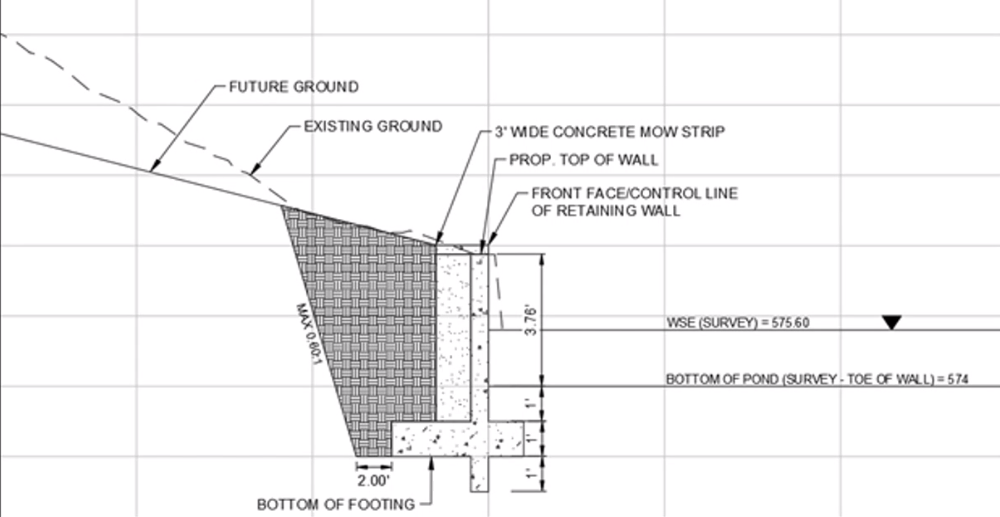 FUTURE GROUND
EXISTING GROUND
3' WIDE CONCRETE MOW STRIP
PROP. TOP OF WALL
FRONT FACE/CONTROL LINE
OF RETAINING WALL
MAX 0.60:1
3.76'
WSE (SURVEY) = 575.60
BOTTOM OF POND (SURVEY - TOE OF WALL) = 574
1'
1'
1'
2.00'
BOTTOM OF FOOTING